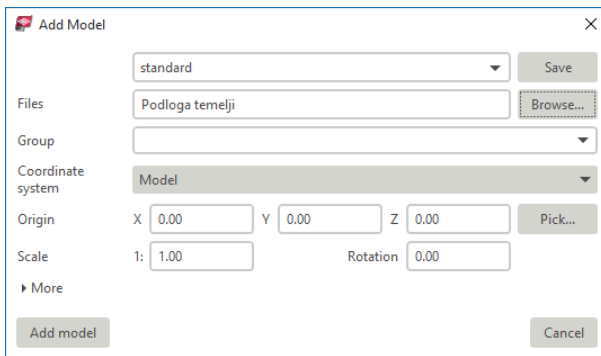 Add Model
standard Save
Files Podloga temelji Browse...
Group
Coordinate system Model
Origin X 0.00 Y 0.00 Z 0.00 Pick...
Scale 1: 1.00 Rotation 0.00
More
Add model Cancel